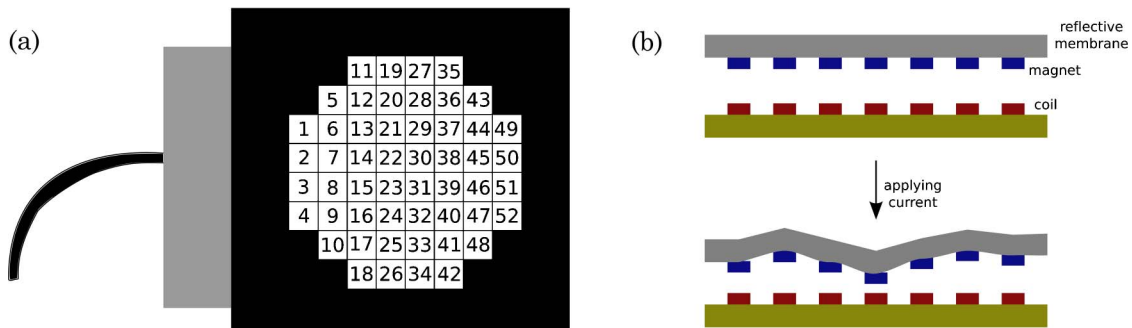 (a)
11 19 27 35
5 12 20 28 36 43
1 6 13 21 29 37 44 49
2 7 14 22 30 38 45 50
3 8 15 23 31 39 46 51
4 9 16 24 32 40 47 52
10 17 25 33 41 48
18 26 34 42
(b)
reflective
membrane
magnet
coil
applying
current